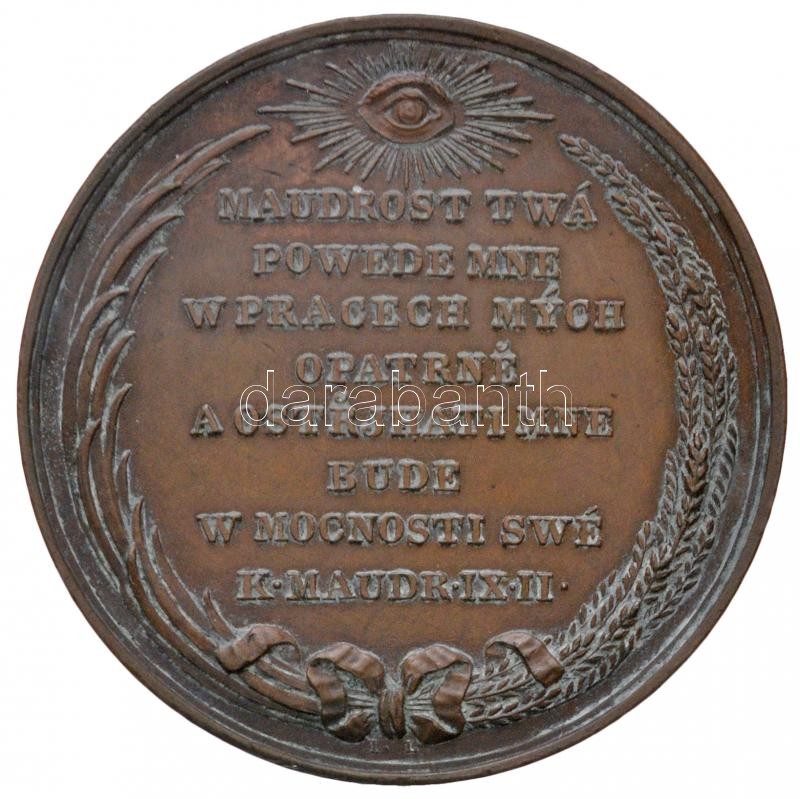 MAUDROST TWÁ
POWEDE MNE
W PRACECH MÝCH
OPATRNĚ
darabanth
A MNE
BUDE
W MOCNOSTI SWÉ
K·MAUDR·IX·II·